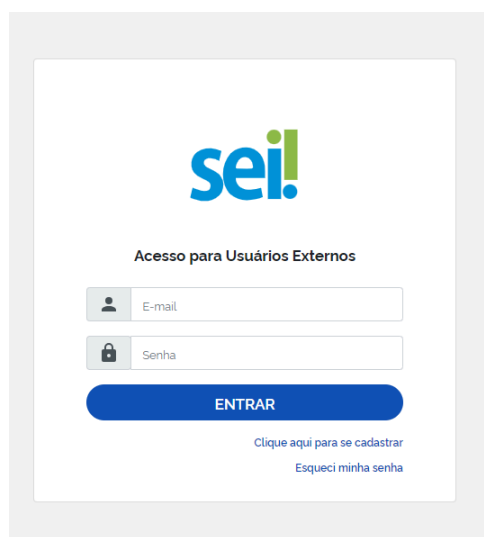 sei!
Acesso para Usuários Externos
E-mail
Senha
ENTRAR
Clique aqui para se cadastrar
Esqueci minha senha